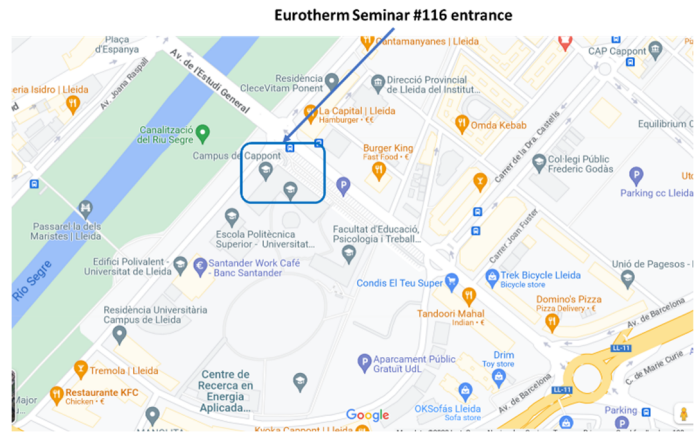 Eurotherm Seminar #116 entrance
Plaça
d'Espanya
Cantamanyanes | Lleida
CAP Cappont
Av. de l'Estudi General
Residència
CleceVitam Ponent
Direcció Provincial
de Lleida del Institut...
eria Isidro | Lleida
Av. Joana Raspall
La Capital | Lleida
Hamburger • €€
Omda Kebab
Equilibrium C
Canalització
del Riu Segre
Campus de Cappont
Burger King
Fast Food • €
Carrer de la Dra. Castells
Col·legi Públic
Frederic Godàs
Parking cc Lleida
Uta
Passarel·la dels
Maristes | Lleida
Escola Politècnica
Superior - Universitat...
Facultat d'Educació,
Psicologia i Treball...
Carrer Joan Fuster
Edifici Polivalent -
Universitat de Lleida
Santander Work Café
- Banc Santander
Unió de Pagesos -
Riu Segre
Condis El Teu Super
Trek Bicycle Lleida
Bicycle store
Residència Universitària
Campus de Lleida
Tandoori Mahal
Indian • €
Domino's Pizza
Pizza Delivery • €
Av. de Barcelona
LL-11
Tremola | Lleida
Centre de
Recerca en
Energia
Aplicada...
Aparcament Públic
Gratuït UdL
Drim
Toy store
C. de Marie Curie
LL-11
Restaurante KFC
Chicken • €
Av. de Barcelona
Major
OKSofás Lleida
Sofa store
Parking
Google